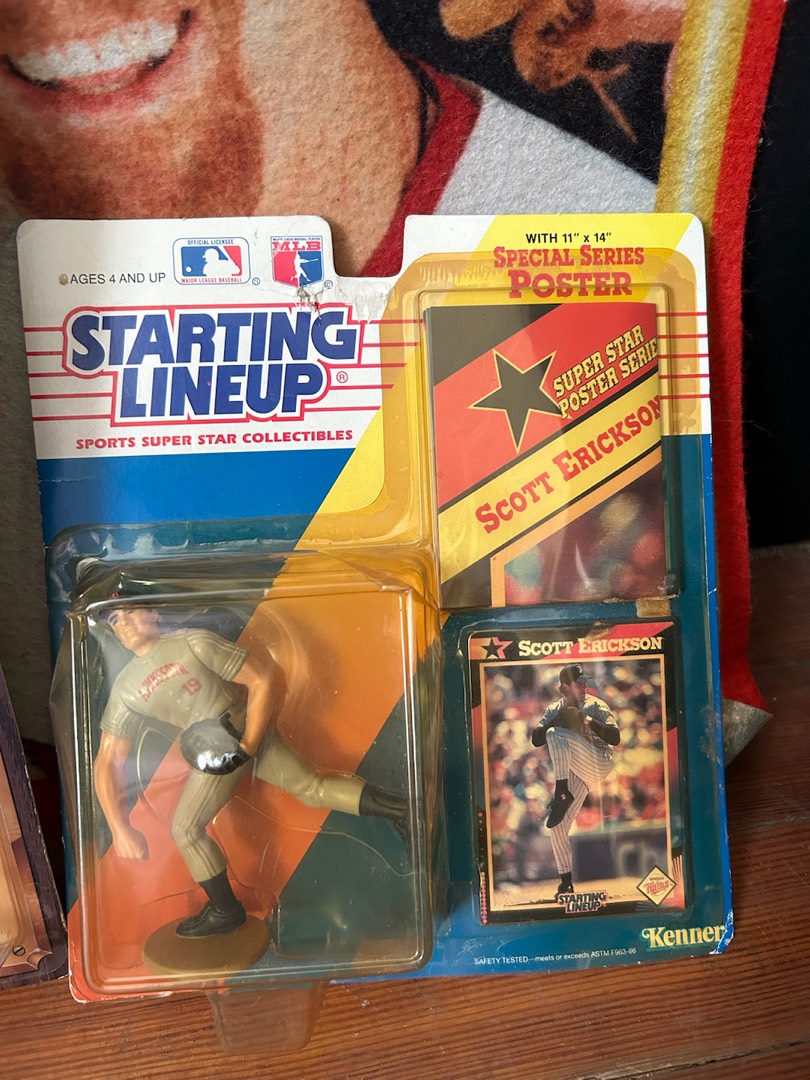 AGES 4 AND UP
OFFICIAL LICENSEE
MAJOR LEAGUE BASEBALL
MLB
STARTING
LINEUP®
SPORTS SUPER STAR COLLECTIBLES
WITH 11" x 14"
SPECIAL SERIES
POSTER
SUPER STAR
POSTER SERIE
SCOTT ERICKSON
19
SCOTT ERICKSON
STARTING
LINEUP
Twins
Kenner
SAFETY TESTED—meets or exceeds ASTM F963-86